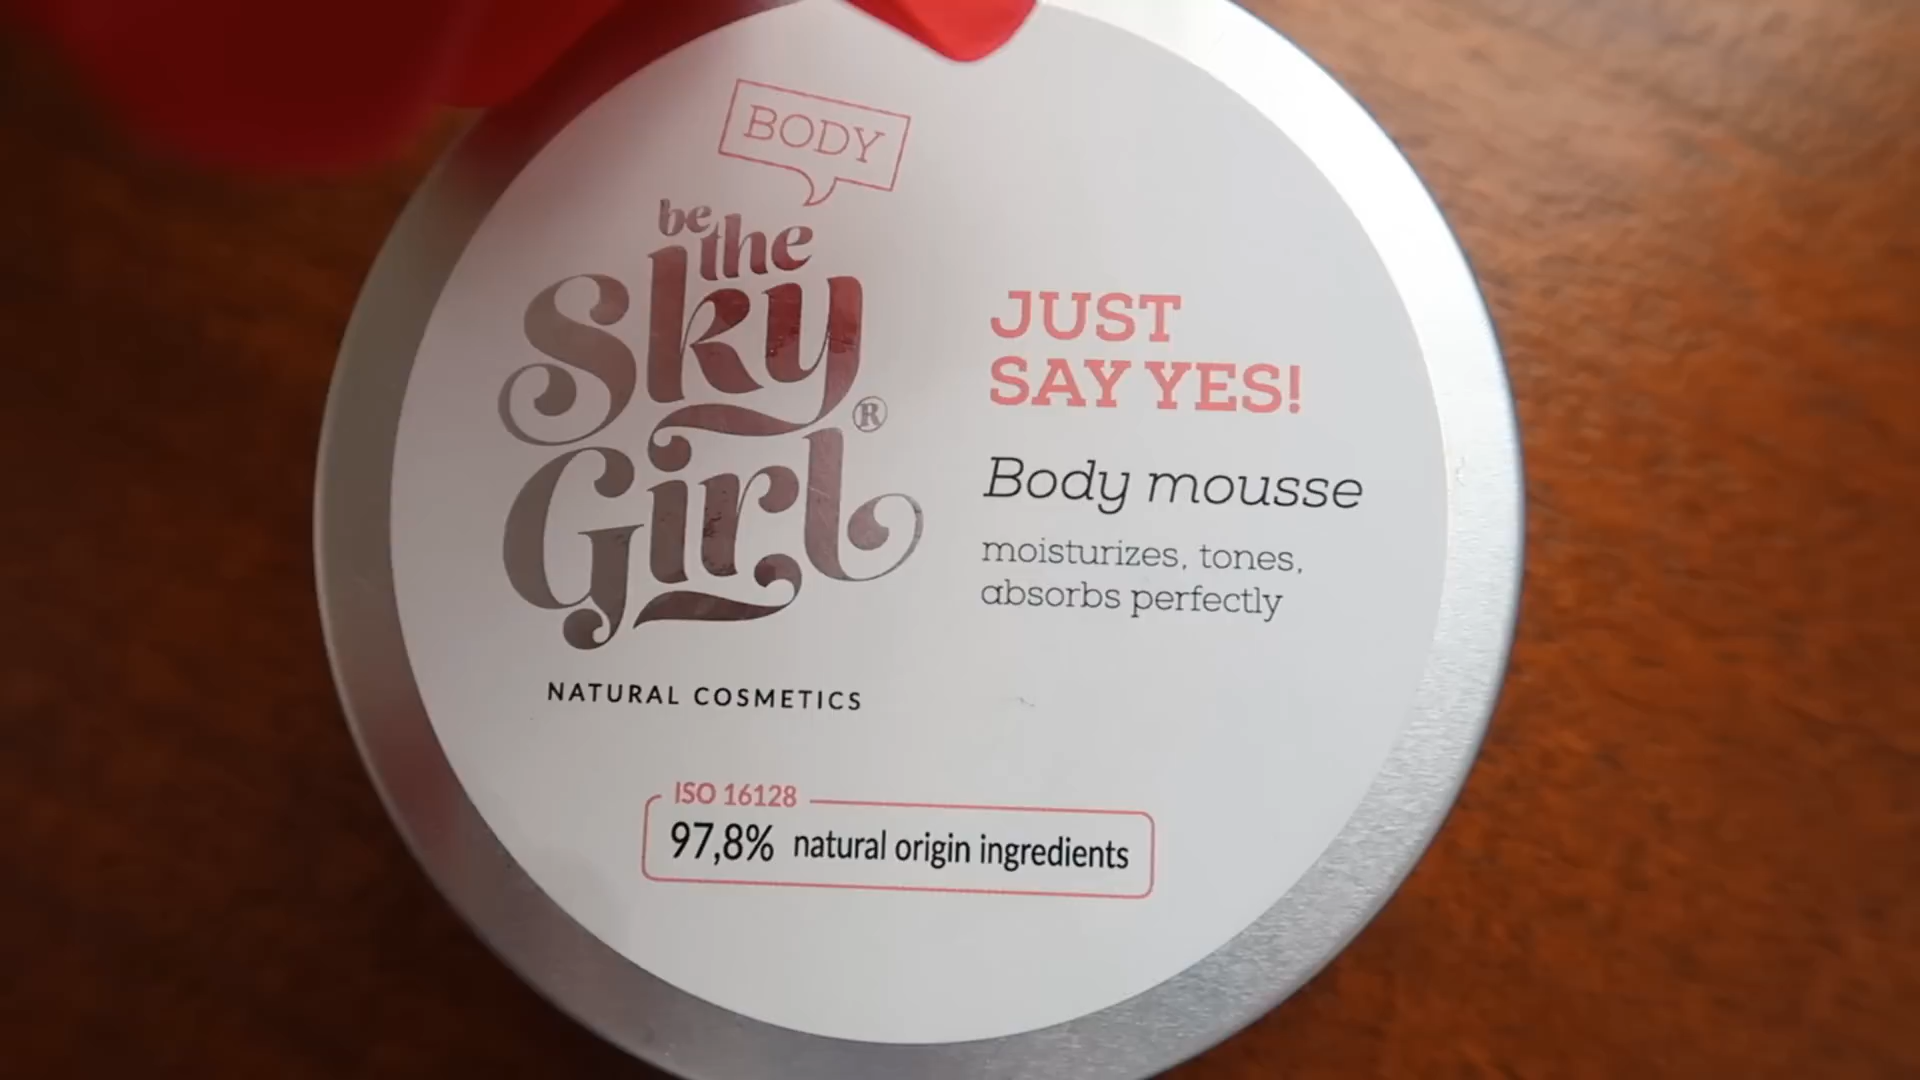 BODY
be the
Sky
Girl®
NATURAL COSMETICS
JUST
SAY YES!
Body mousse
moisturizes, tones,
absorbs perfectly
ISO 16128
97,8% natural origin ingredients